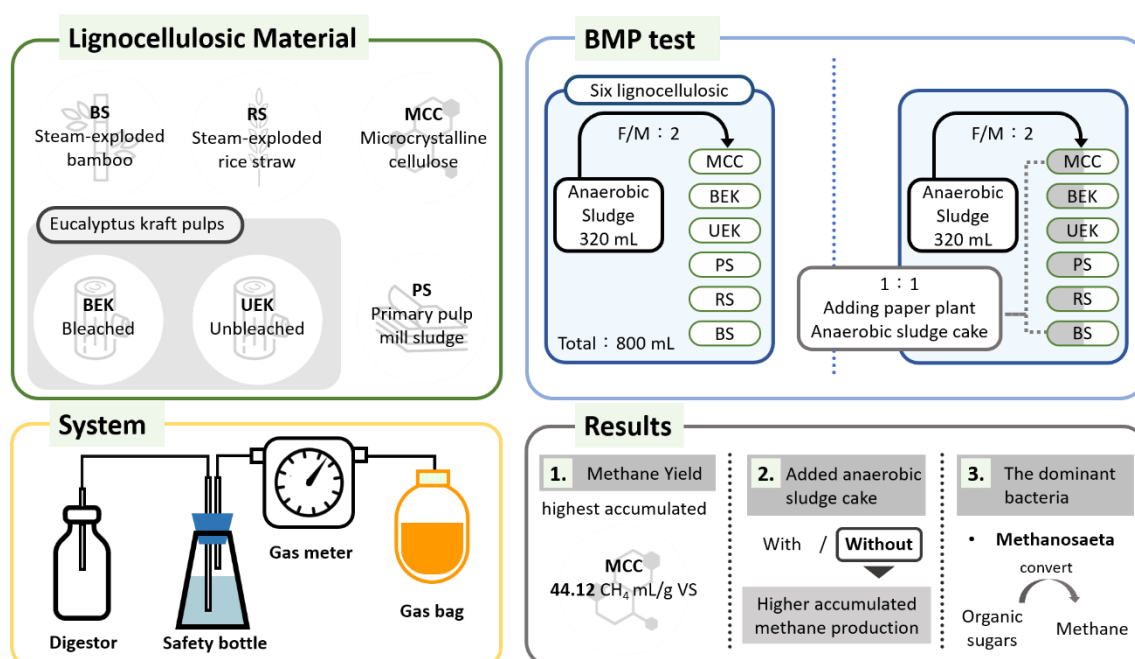 Lignocellulosic Material
BS
Steam-exploded
bamboo
RS
Steam-exploded
rice straw
MCC
Microcrystalline
cellulose
Eucalyptus kraft pulps
BEK
Bleached
UEK
Unbleached
PS
Primary pulp
mill sludge
BMP test
Six lignocellulosic
F/M：2
Anaerobic
Sludge
320 mL
MCC
BEK
UEK
PS
RS
BS
Total：800 mL
F/M：2
Anaerobic
Sludge
320 mL
MCC
BEK
UEK
PS
RS
BS
1：1
Adding paper plant
Anaerobic sludge cake
System
Digestor
Safety bottle
Gas meter
Gas bag
Results
1. Methane Yield
highest accumulated
MCC
44.12 CH₄ mL/g VS
2. Added anaerobic
sludge cake
With / Without
Higher accumulated
methane production
3. The dominant
bacteria
• Methanosaeta
convert
Organic
sugars
Methane